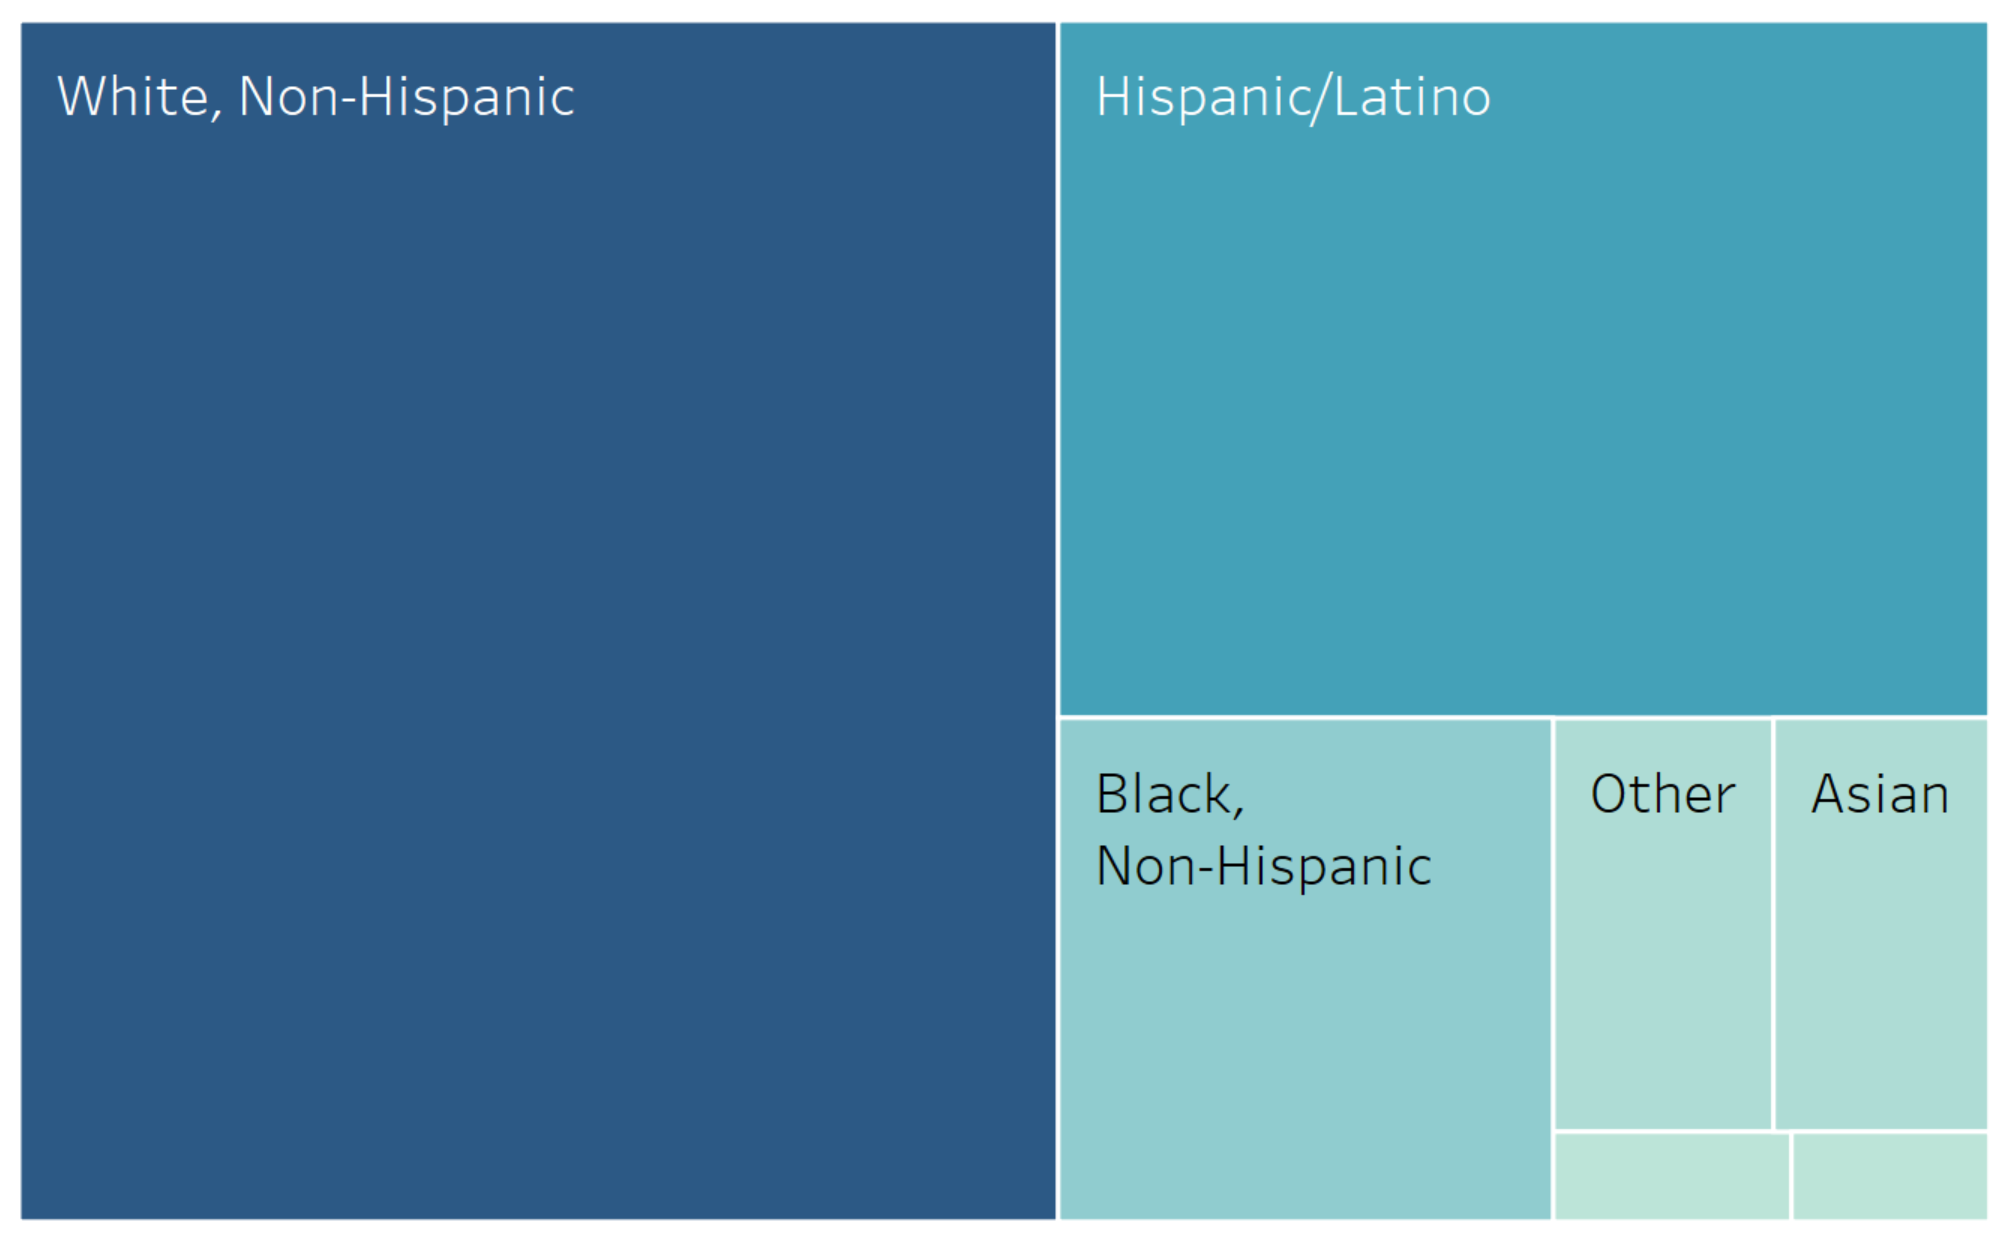 White, Non-Hispanic
Hispanic/Latino
Black,
Non-Hispanic
Other
Asian